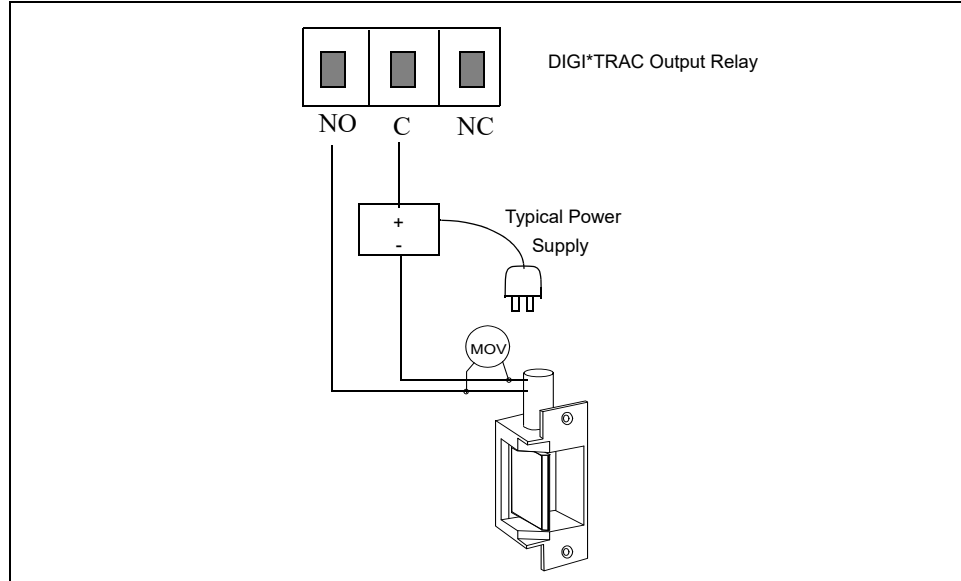 DIGI*TRAC Output Relay
NO C NC
Typical Power
Supply
+
-
MOV